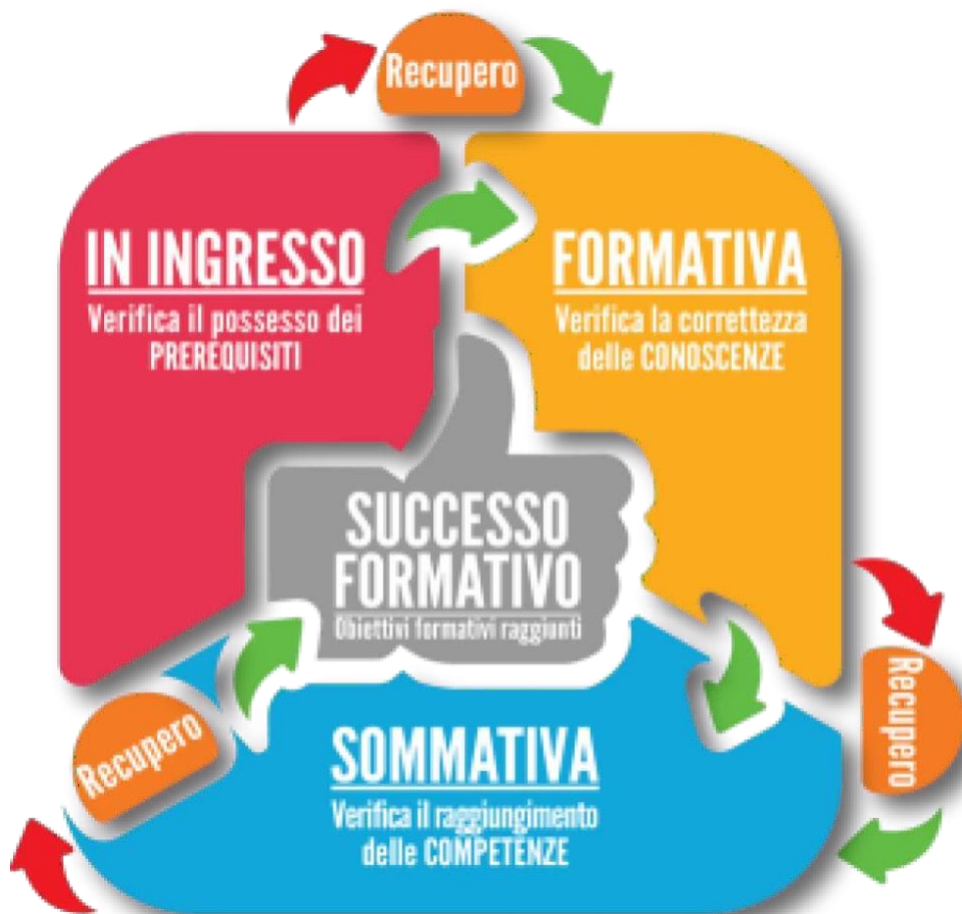 Recupero
IN INGRESSO
Verifica il possesso dei
PREREQUISITI
FORMATIVA
Verifica la correttezza
delle CONOSCENZE
SUCCESSO
FORMATIVO
Obiettivi formativi raggiunti
Recupero
Recupero
SOMMATIVA
Verifica il raggiungimento
delle COMPETENZE